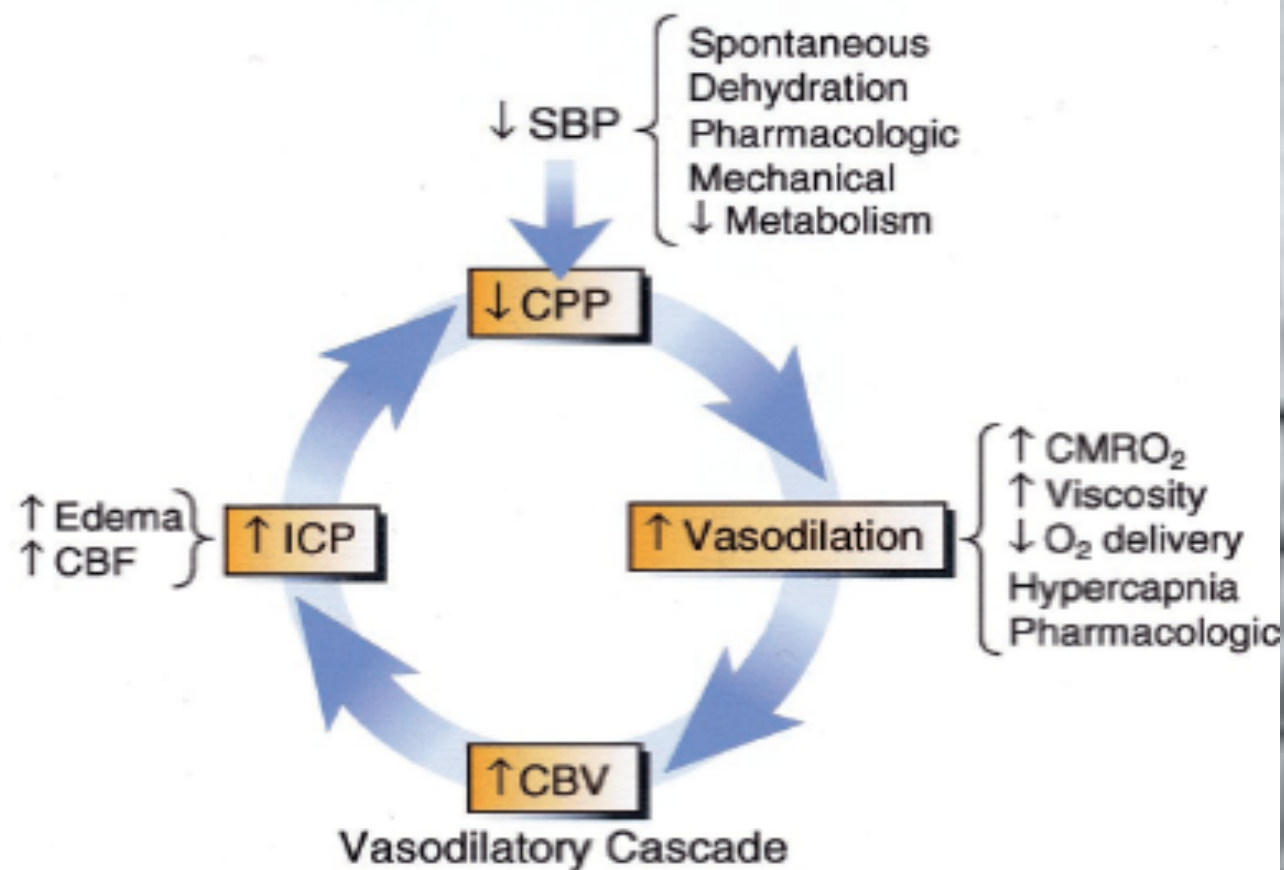 ↓ SBP
Spontaneous
Dehydration
Pharmacologic
Mechanical
↓ Metabolism
↓ CPP
↑ Vasodilation
↑ CMRO₂
↑ Viscosity
↓ O₂ delivery
Hypercapnia
Pharmacologic
↑ CBV
↑ ICP
↑ Edema
↑ CBF
Vasodilatory Cascade